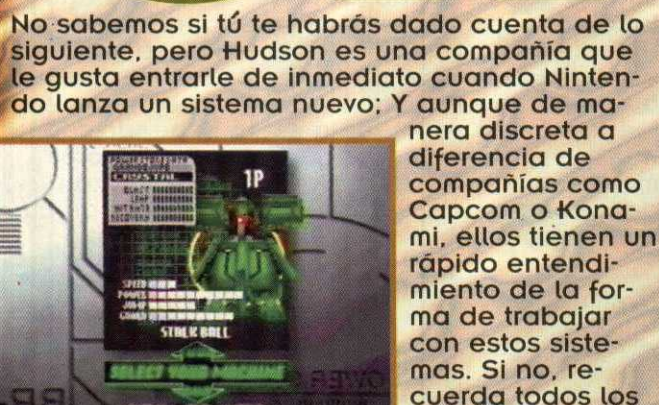 No sabemos si tú te habrás dado cuenta de lo
siguiente, pero Hudson es una compañía que
le gusta entrarle de inmediato cuando Ninten-
do lanza un sistema nuevo; Y aunque de ma-
nera discreta a
diferencia de
compañías como
Capcom o Kona-
mi, ellos tienen un
rápido entendi-
miento de la for-
ma de trabajar
con estos siste-
mas. Si no, re-
cuerda todos los
CRYSTAL
1P
SPEED
POWER
JUMP
GUARD
STALK BALL
SELECT YOUR MACHINE